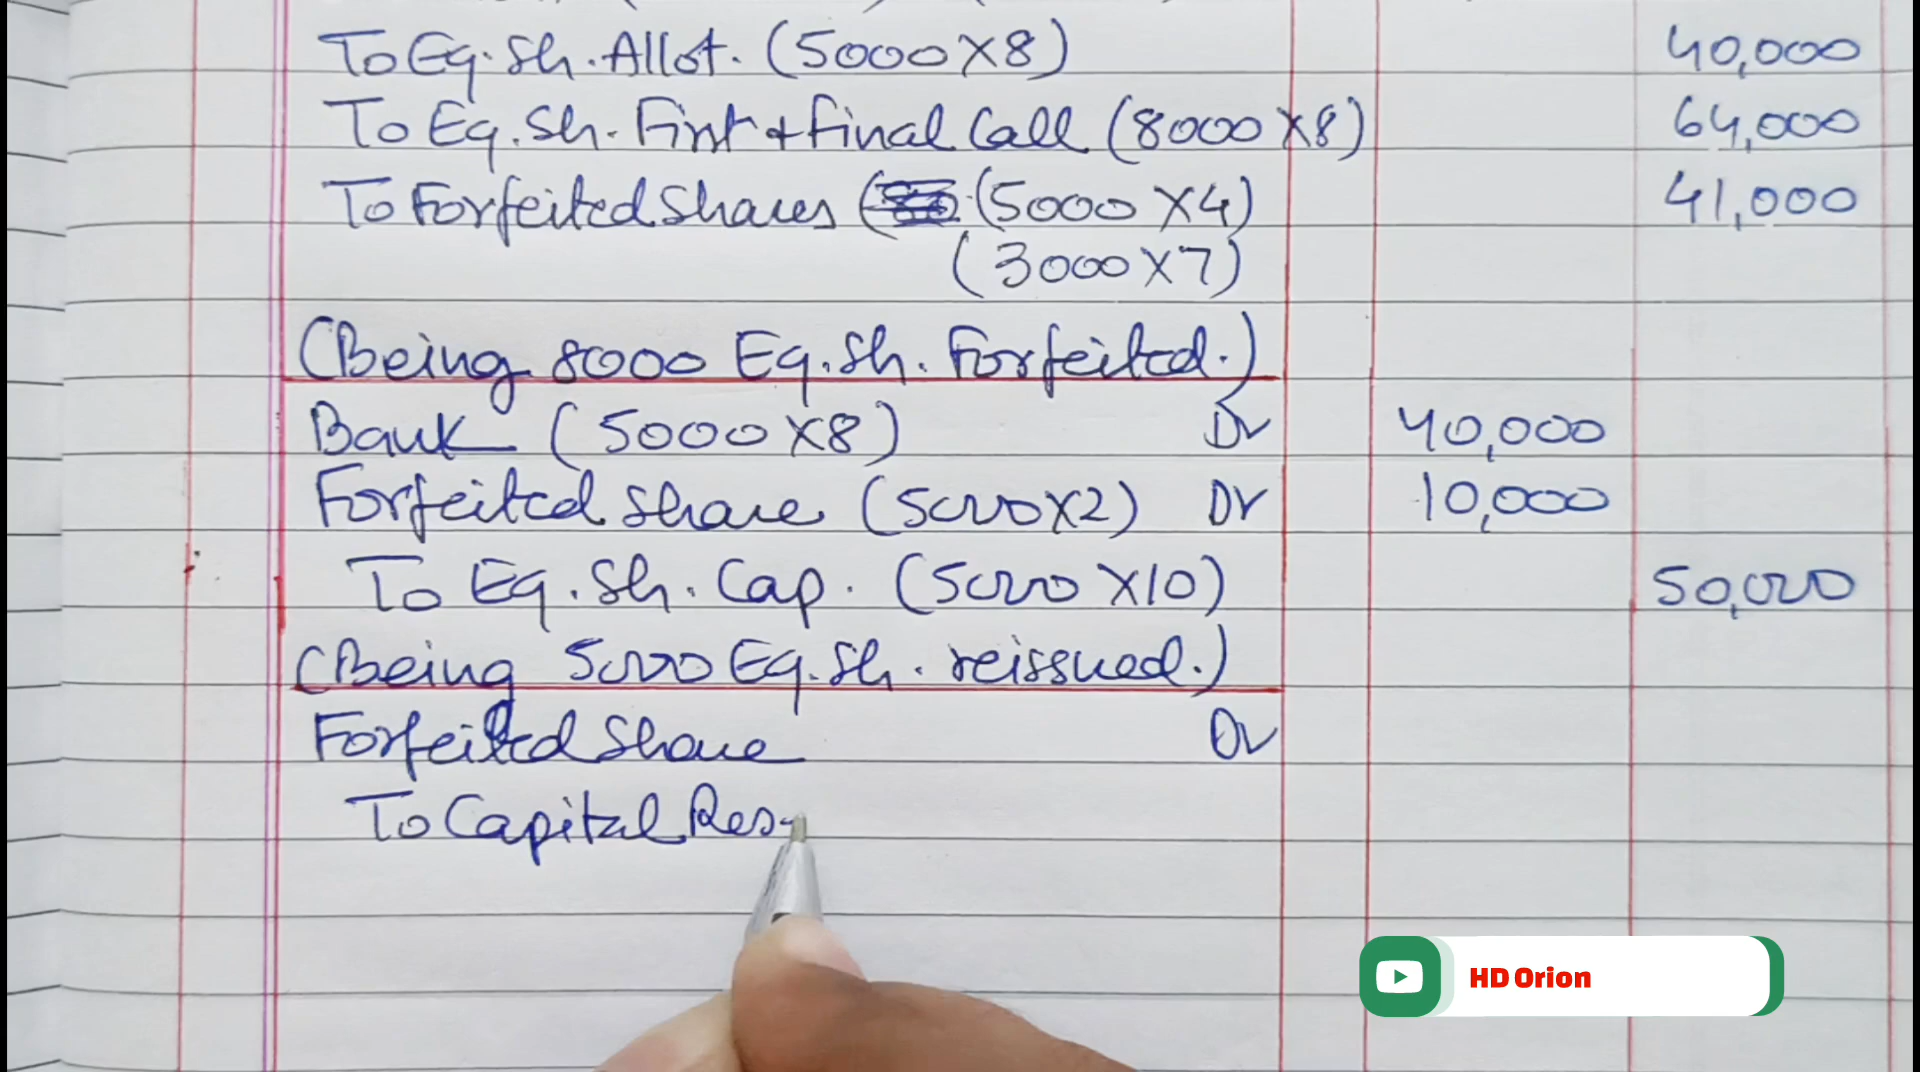 To Eq. Sh. Allot. (5000 X 8) 40,000
To Eq. Sh. First + Final Call (8000 X 8) 64,000
To Forfeited Shares (5000 X 4) 41,000
(3000 X 7)
(Being 8000 Eq. Sh. Forfeited.)
Bank (5000 X 8) Dr 40,000
Forfeited Share (5000 X 2) Dr 10,000
To Eq. Sh. Cap. (5000 X 10) 50,000
(Being 5000 Eq. Sh. reissued.)
Forfeited Share Dr
To Capital Res
HD Orion